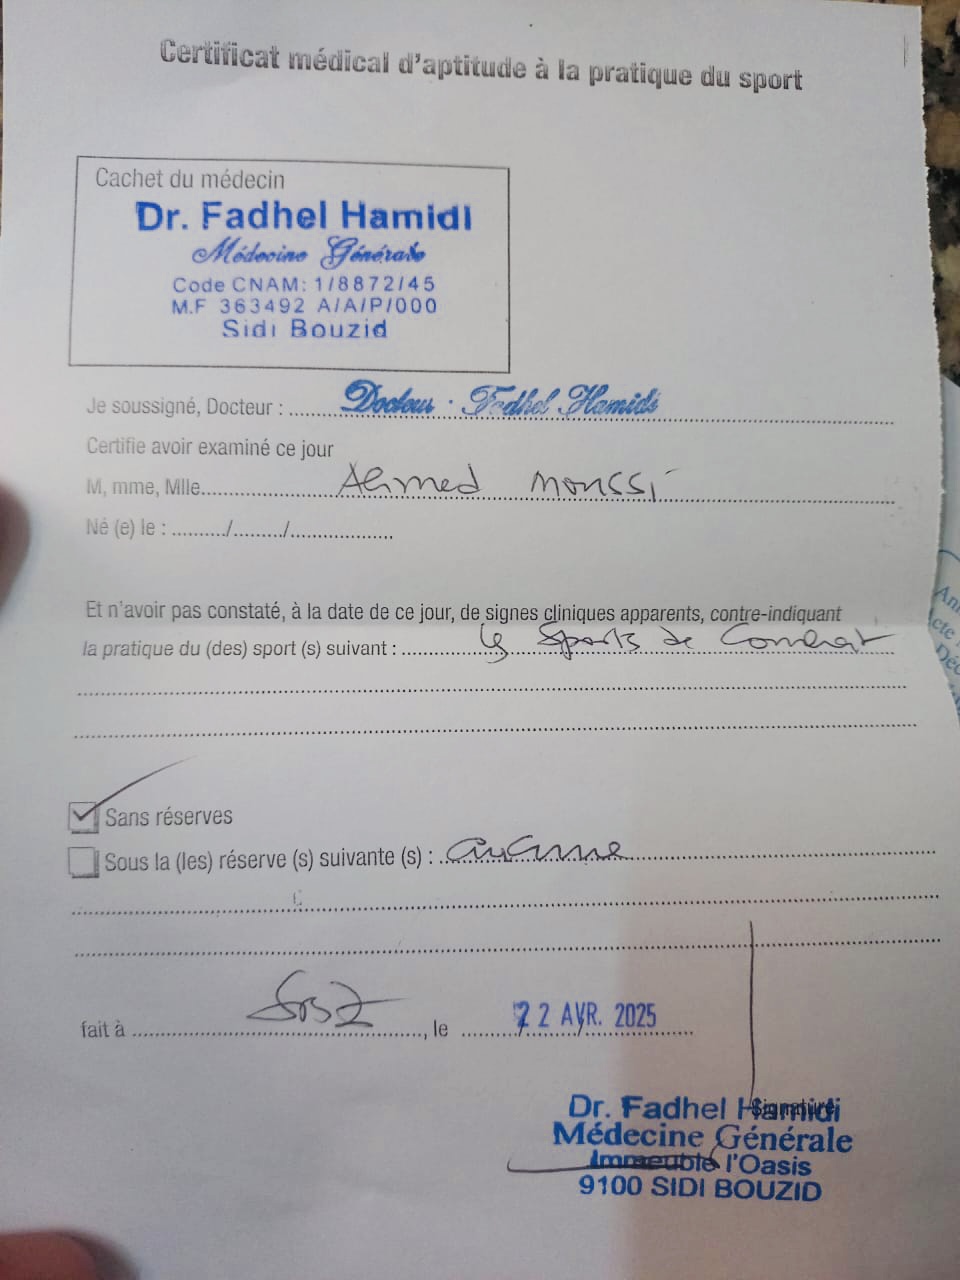 Certificat médical d'aptitude à la pratique du sport
Cachet du médecin
Dr. Fadhel Hamidi
Médecine Générale
Code CNAM: 1/8872/45
M.F 363492 A/A/P/000
Sidi Bouzid
Je soussigné, Docteur : Docteur . Fadhel Hamidi
Certifie avoir examiné ce jour
M, mme, Mlle Ahmed Monssi
Né (e) le : ......../......../..................
Et n'avoir pas constaté, à la date de ce jour, de signes cliniques apparents, contre-indiquant
la pratique du (des) sport (s) suivant : les Sports de Combat
Sans réserves
Sous la (les) réserve (s) suivante (s) : aucune
fait à , le 22 AVR. 2025
Signature
Dr. Fadhel Hamidi
Médecine Générale
Immeuble l'Oasis
9100 SIDI BOUZID